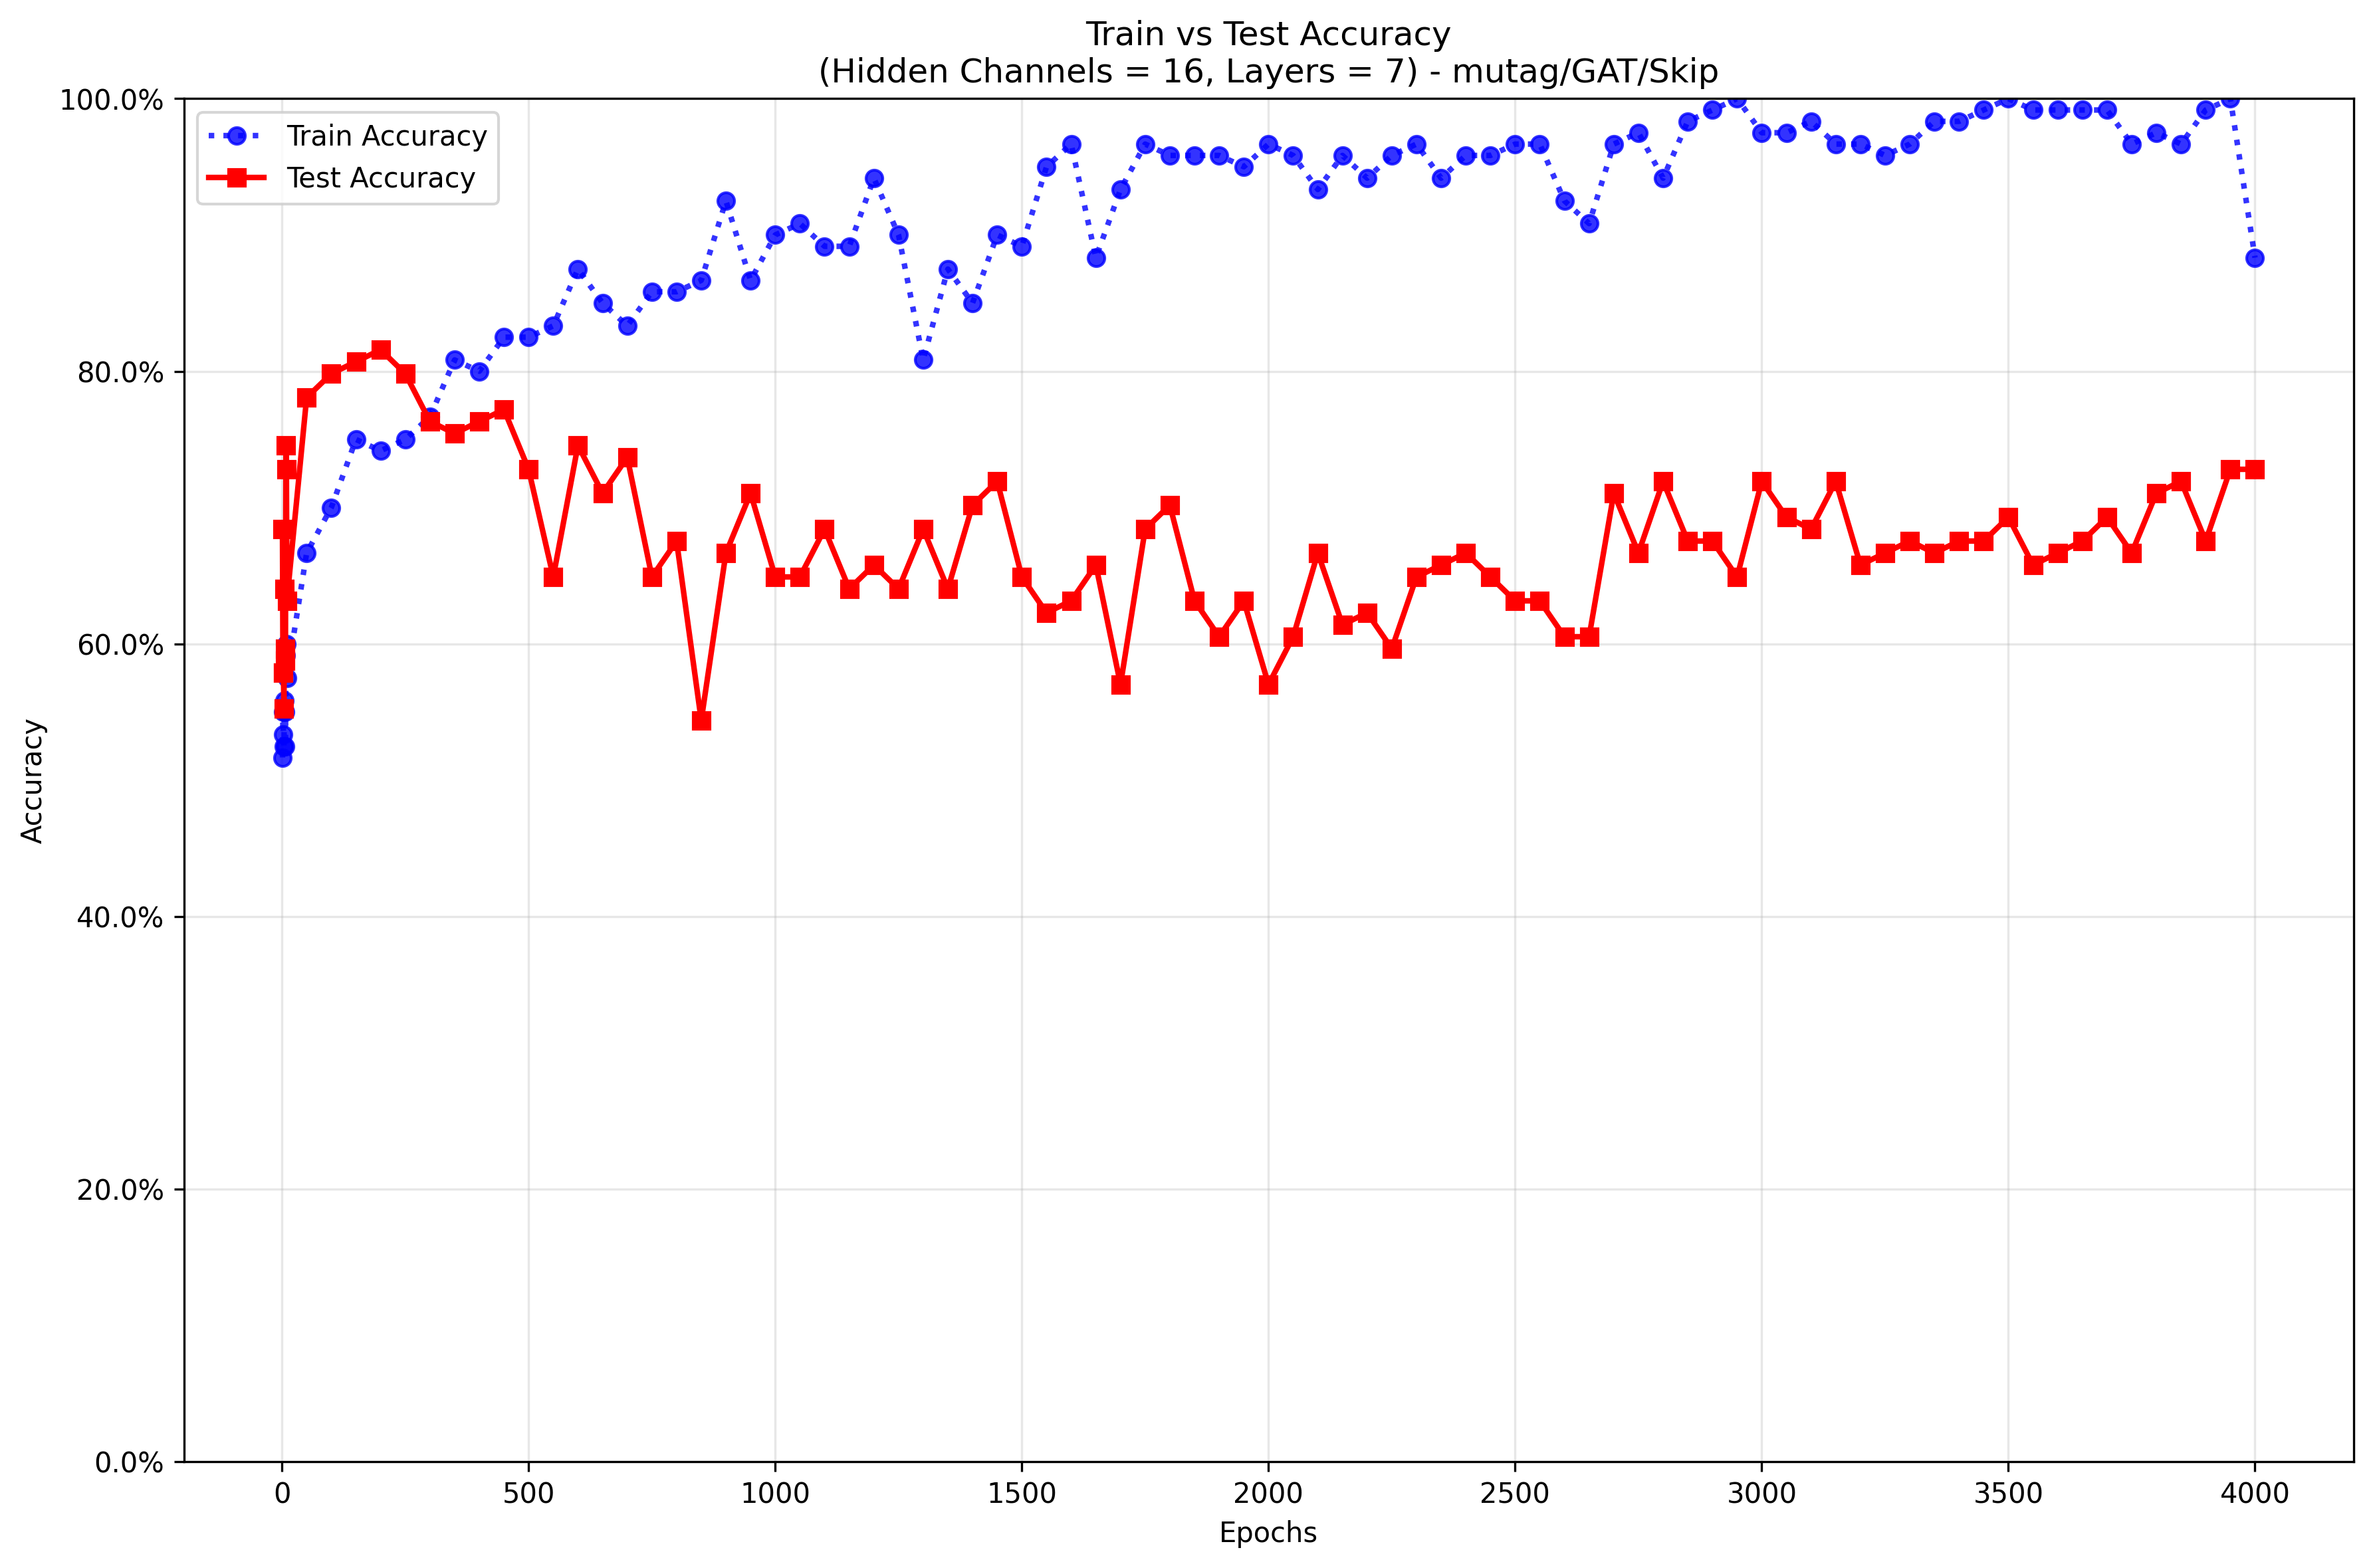 Train vs Test Accuracy
(Hidden Channels = 16, Layers = 7) - mutag/GAT/Skip
100.0%
80.0%
60.0%
40.0%
20.0%
0.0%
Accuracy
Train Accuracy
Test Accuracy
0
500
1000
1500
2000
2500
3000
3500
4000
Epochs